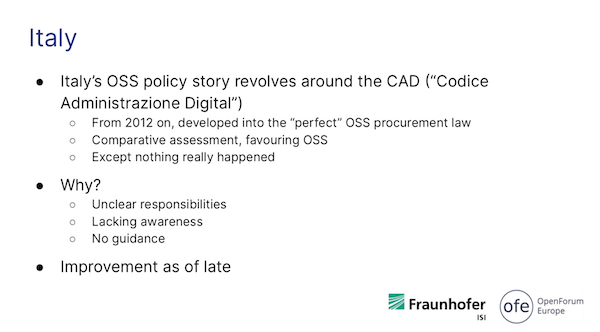 Italy
● Italy’s OSS policy story revolves around the CAD (“Codice
Administrazione Digital”)
○ From 2012 on, developed into the “perfect” OSS procurement law
○ Comparative assessment, favouring OSS
○ Except nothing really happened
● Why?
○ Unclear responsibilities
○ Lacking awareness
○ No guidance
● Improvement as of late
Fraunhofer
ISI
ofe
OpenForum
Europe